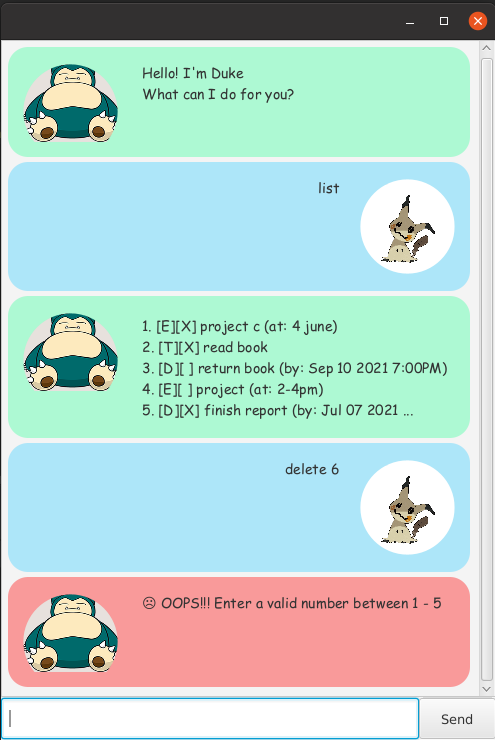 Hello! I'm Duke
What can I do for you?
list
1. [E][X] project c (at: 4 june)
2. [T][X] read book
3. [D][ ] return book (by: Sep 10 2021 7:00PM)
4. [E][ ] project (at: 2-4pm)
5. [D][X] finish report (by: Jul 07 2021 ...
delete 6
☹ OOPS!!! Enter a valid number between 1 - 5
Send